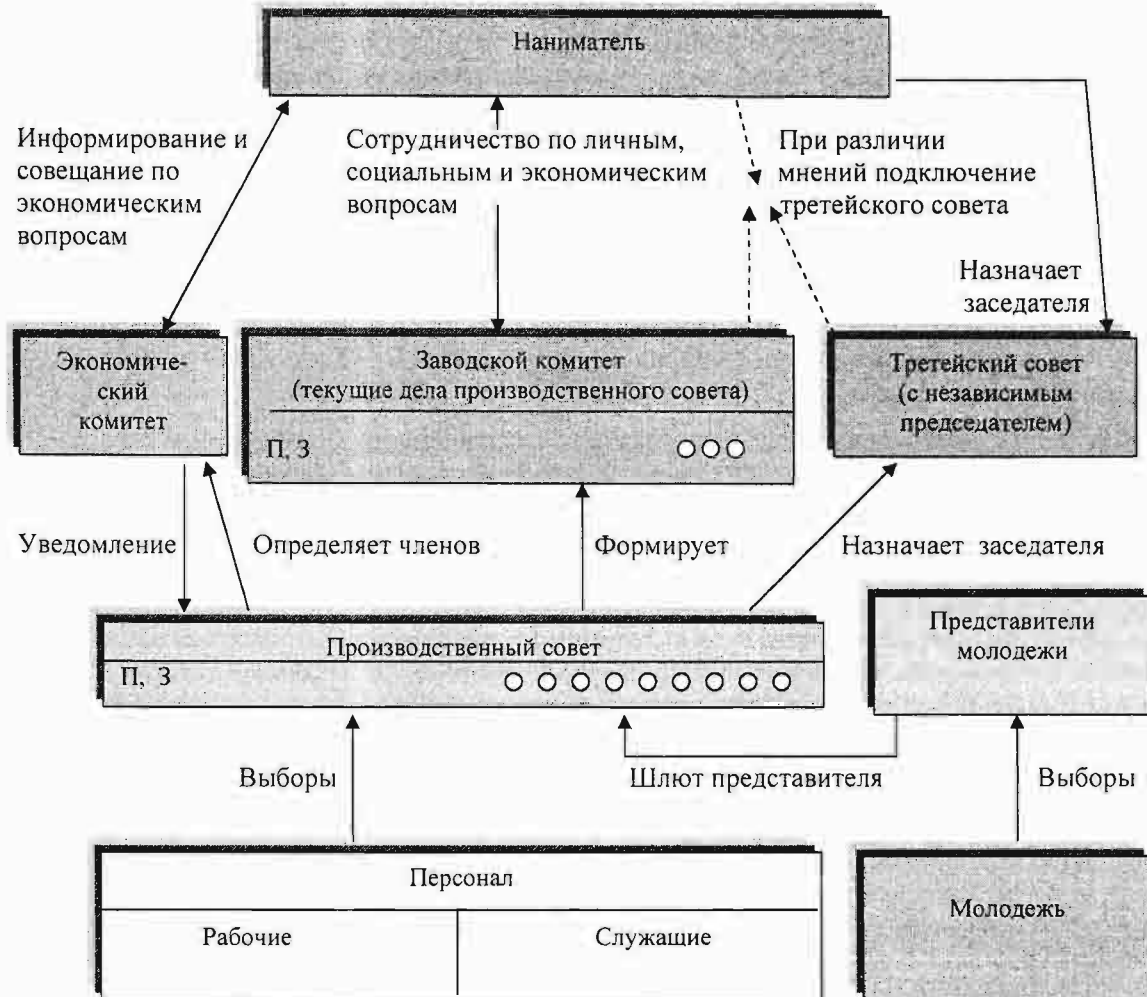 Наниматель
Информирование и
совещание по
экономическим
вопросам
Сотрудничество по личным,
социальным и экономическим
вопросам
При различии
мнений подключение
третейского совета
Назначает
заседателя
Экономиче-
ский
комитет
Заводской комитет
(текущие дела производственного совета)
П, З
Третейский совет
(с независимым
председателем)
Уведомление
Определяет членов
Формирует
Назначает заседателя
Производственный совет
П, З
Представители
молодежи
Выборы
Шлют представителя
Выборы
Персонал
Рабочие
Служащие
Молодежь